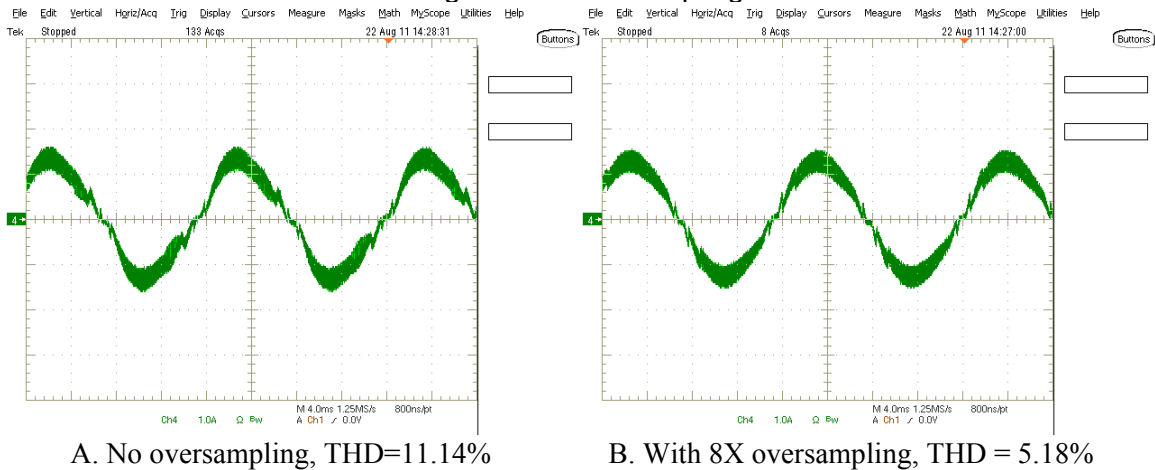 File Edit Vertical Horiz/Acq Trig Display Cursors Measure Masks Math MyScope Utilities Help
Tek Stopped 133 Acqs 22 Aug 11 14:28:31
Buttons
4
M 4.0ms 1.25MS/s 800ns/pt
Ch4 1.0A Ω Bw A Ch1 ∕ 0.0V
A. No oversampling, THD=11.14%
File Edit Vertical Horiz/Acq Trig Display Cursors Measure Masks Math MyScope Utilities Help
Tek Stopped 8 Acqs 22 Aug 11 14:27:00
Buttons
4
M 4.0ms 1.25MS/s 800ns/pt
Ch4 1.0A Ω Bw A Ch1 ∕ 0.0V
B. With 8X oversampling, THD = 5.18%